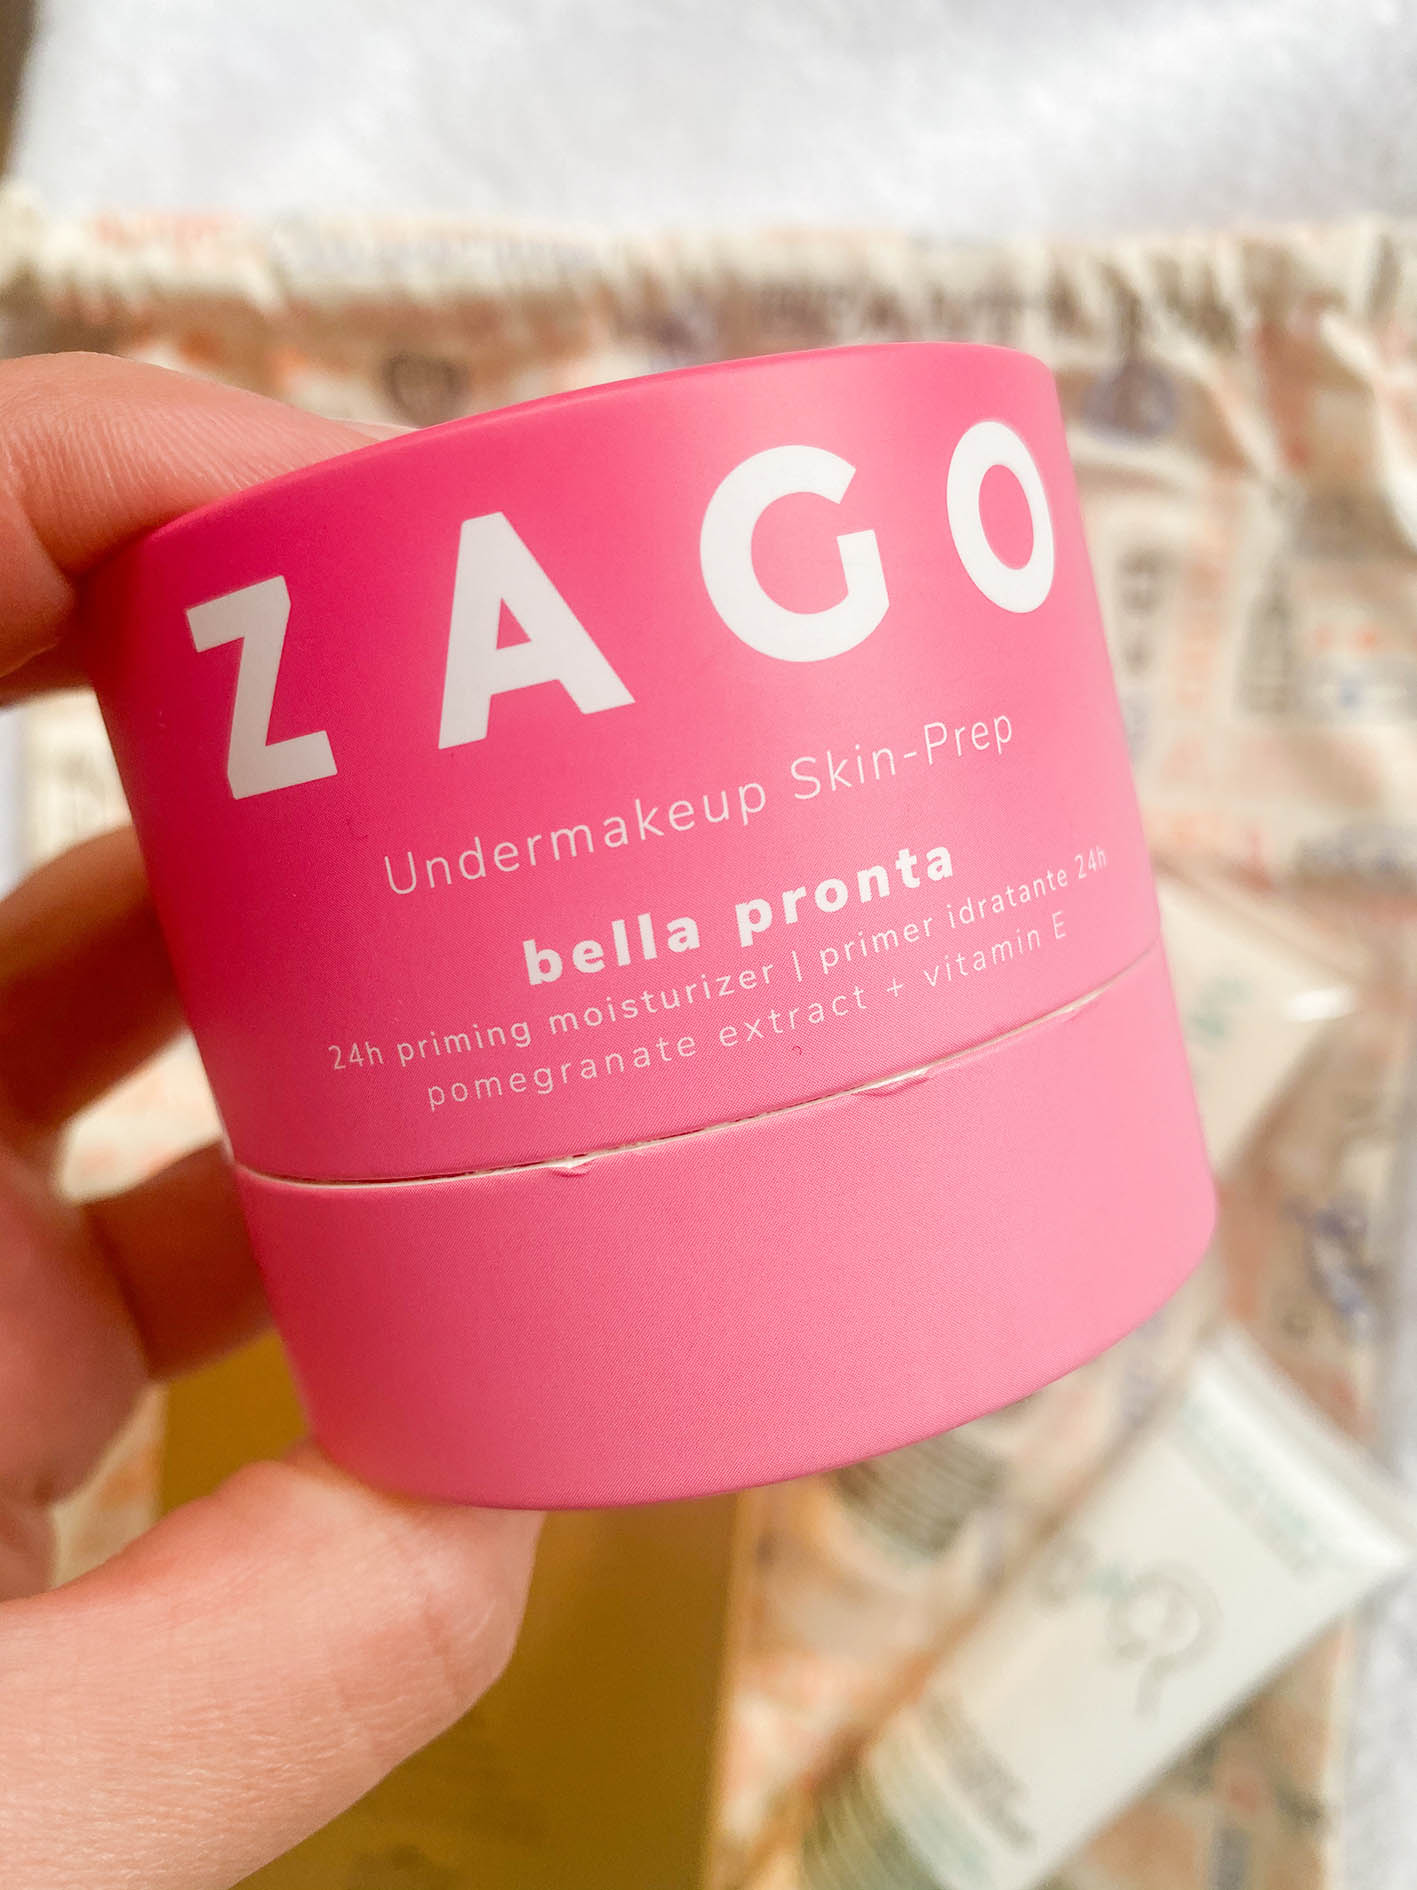 ZAGO
Undermakeup Skin-Prep
bella pronta
24h priming moisturizer | primer idratante 24h
pomegranate extract + vitamin E